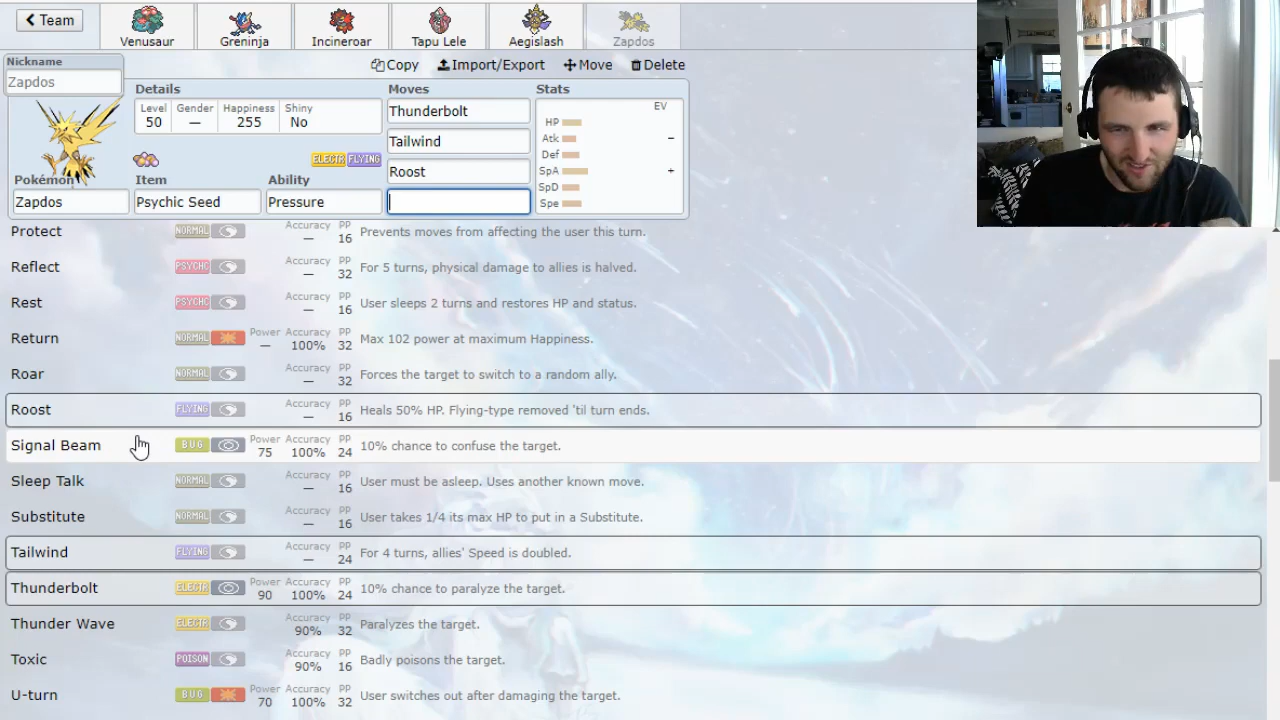 Team
Venusaur Greninja Incineroar Tapu Lele Aegislash Zapdos
Copy Import/Export Move Delete
Nickname
Zapdos
Details Moves Stats
Level Gender Happiness Shiny
50 — 255 No
Thunderbolt
Tailwind
Roost
EV
HP
Atk −
Def
SpA +
SpD
Spe
ELECTR FLYING
Pokémon Item Ability
Zapdos Psychic Seed Pressure
Protect NORMAL Accuracy — PP 16 Prevents moves from affecting the user this turn.
Reflect PSYCHC Accuracy — PP 32 For 5 turns, physical damage to allies is halved.
Rest PSYCHC Accuracy — PP 16 User sleeps 2 turns and restores HP and status.
Return NORMAL Power — Accuracy 100% PP 32 Max 102 power at maximum Happiness.
Roar NORMAL Accuracy — PP 32 Forces the target to switch to a random ally.
Roost FLYING Accuracy — PP 16 Heals 50% HP. Flying-type removed 'til turn ends.
Signal Beam BUG Power 75 Accuracy 100% PP 24 10% chance to confuse the target.
Sleep Talk NORMAL Accuracy — PP 16 User must be asleep. Uses another known move.
Substitute NORMAL Accuracy — PP 16 User takes 1/4 its max HP to put in a Substitute.
Tailwind FLYING Accuracy — PP 24 For 4 turns, allies' Speed is doubled.
Thunderbolt ELECTR Power 90 Accuracy 100% PP 24 10% chance to paralyze the target.
Thunder Wave ELECTR Accuracy 90% PP 32 Paralyzes the target.
Toxic POISON Accuracy 90% PP 16 Badly poisons the target.
U-turn BUG Power 70 Accuracy 100% PP 32 User switches out after damaging the target.